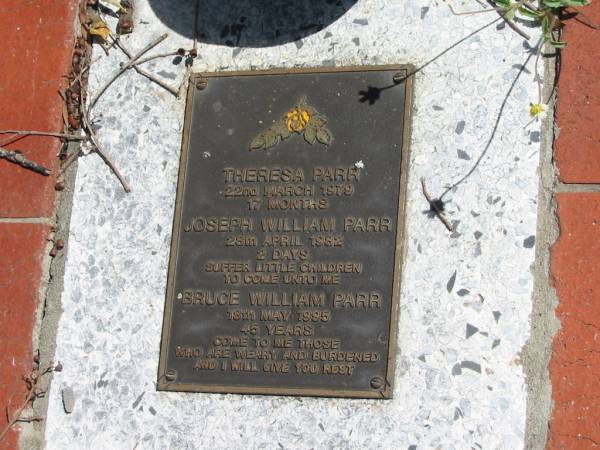 THERESA PARR
22ND MARCH 1979
17 MONTHS
JOSEPH WILLIAM PARR
28TH APRIL 1982
2 DAYS
SUFFER LITTLE CHILDREN
TO COME UNTO ME
BRUCE WILLIAM PARR
16TH MAY 1995
45 YEARS
COME TO ME THOSE
WHO ARE WEARY AND BURDENED
AND I WILL GIVE YOU REST